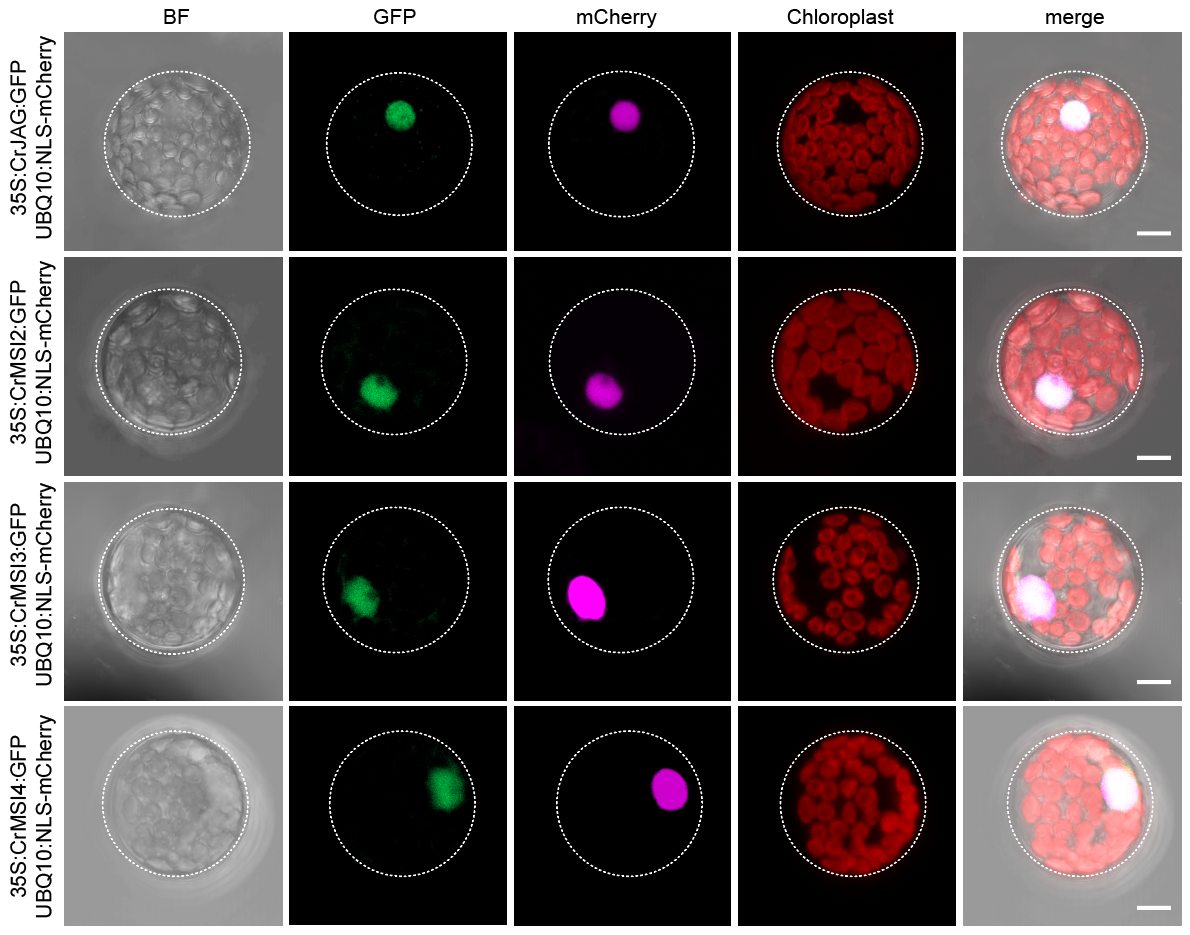 BF GFP mCherry Chloroplast merge
35S:CrJAG:GFP
UBQ10:NLS-mCherry
35S:CrMSI2:GFP
UBQ10:NLS-mCherry
35S:CrMSI3:GFP
UBQ10:NLS-mCherry
35S:CrMSI4:GFP
UBQ10:NLS-mCherry